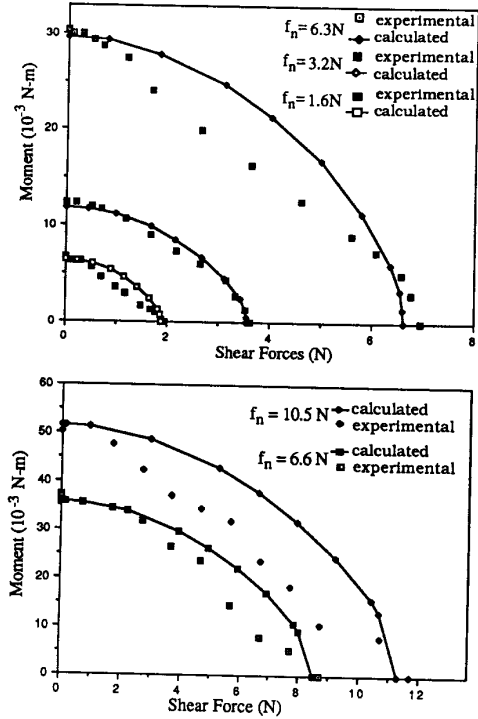 30
20
10
0
Moment (10⁻³ N-m)
fₙ = 6.3N
experimental
calculated
fₙ = 3.2N
experimental
calculated
fₙ = 1.6N
experimental
calculated
0 2 4 6 8
Shear Forces (N)
60
50
40
30
20
10
0
Moment (10⁻³ N-m)
fₙ = 10.5 N
calculated
experimental
fₙ = 6.6 N
calculated
experimental
0 2 4 6 8 10 12
Shear Force (N)